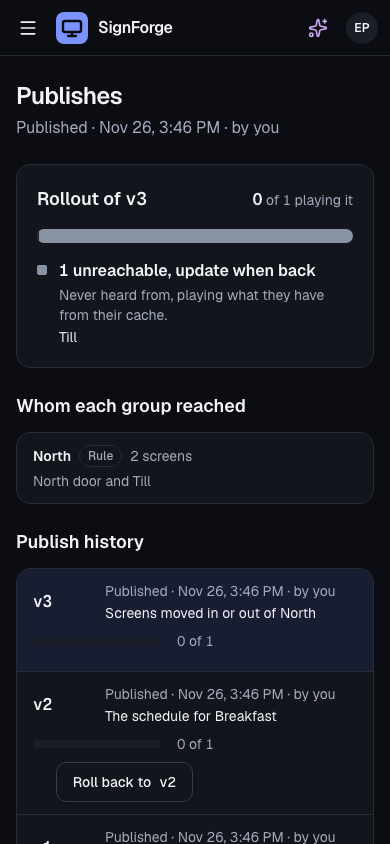 SignForge
EP
Publishes
Published · Nov 26, 3:46 PM · by you
Rollout of v3
0 of 1 playing it
1 unreachable, update when back
Never heard from, playing what they have
from their cache.
Till
Whom each group reached
North Rule 2 screens
North door and Till
Publish history
v3
Published · Nov 26, 3:46 PM · by you
Screens moved in or out of North
0 of 1
v2
Published · Nov 26, 3:46 PM · by you
The schedule for Breakfast
0 of 1
Roll back to v2
Published · Nov 26, 3:46 PM · by you